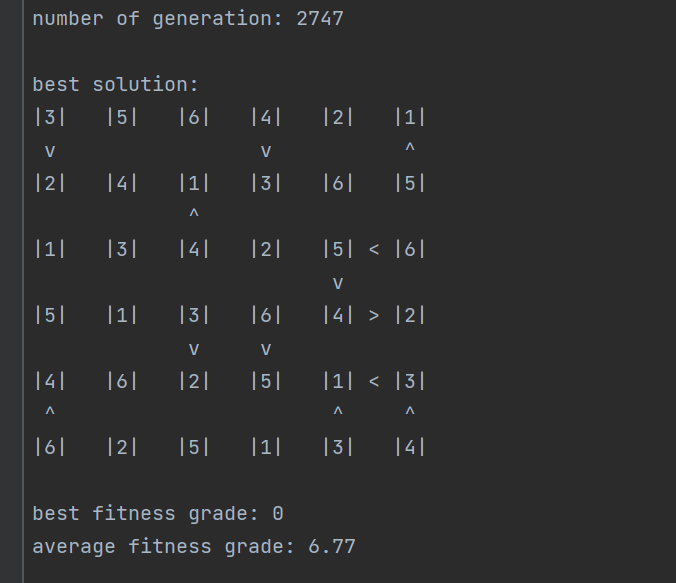 number of generation: 2747
best solution:
|3|   |5|   |6|   |4|   |2|   |1|
 v                 v           ^
|2|   |4|   |1|   |3|   |6|   |5|
             ^
|1|   |3|   |4|   |2|   |5| < |6|
                         v
|5|   |1|   |3|   |6|   |4| > |2|
             v     v
|4|   |6|   |2|   |5|   |1| < |3|
 ^                       ^     ^
|6|   |2|   |5|   |1|   |3|   |4|
best fitness grade: 0
average fitness grade: 6.77